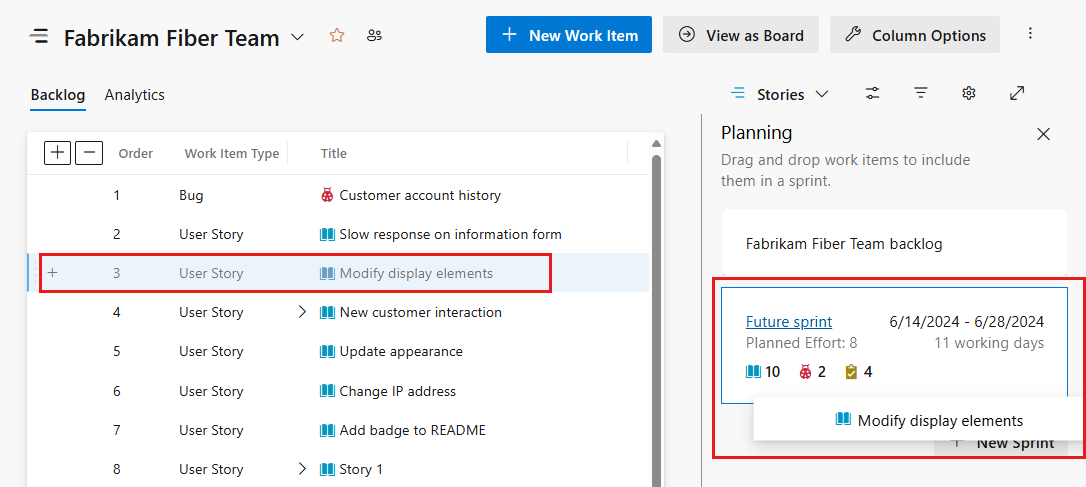 Fabrikam Fiber Team
New Work Item
View as Board
Column Options
Backlog
Analytics
Stories
Order Work Item Type Title
1 Bug Customer account history
2 User Story Slow response on information form
3 User Story Modify display elements
4 User Story New customer interaction
5 User Story Update appearance
6 User Story Change IP address
7 User Story Add badge to README
8 User Story Story 1
Planning
Drag and drop work items to include
them in a sprint.
Fabrikam Fiber Team backlog
Future sprint 6/14/2024 - 6/28/2024
Planned Effort: 8 11 working days
10 2 4
Modify display elements
New Sprint